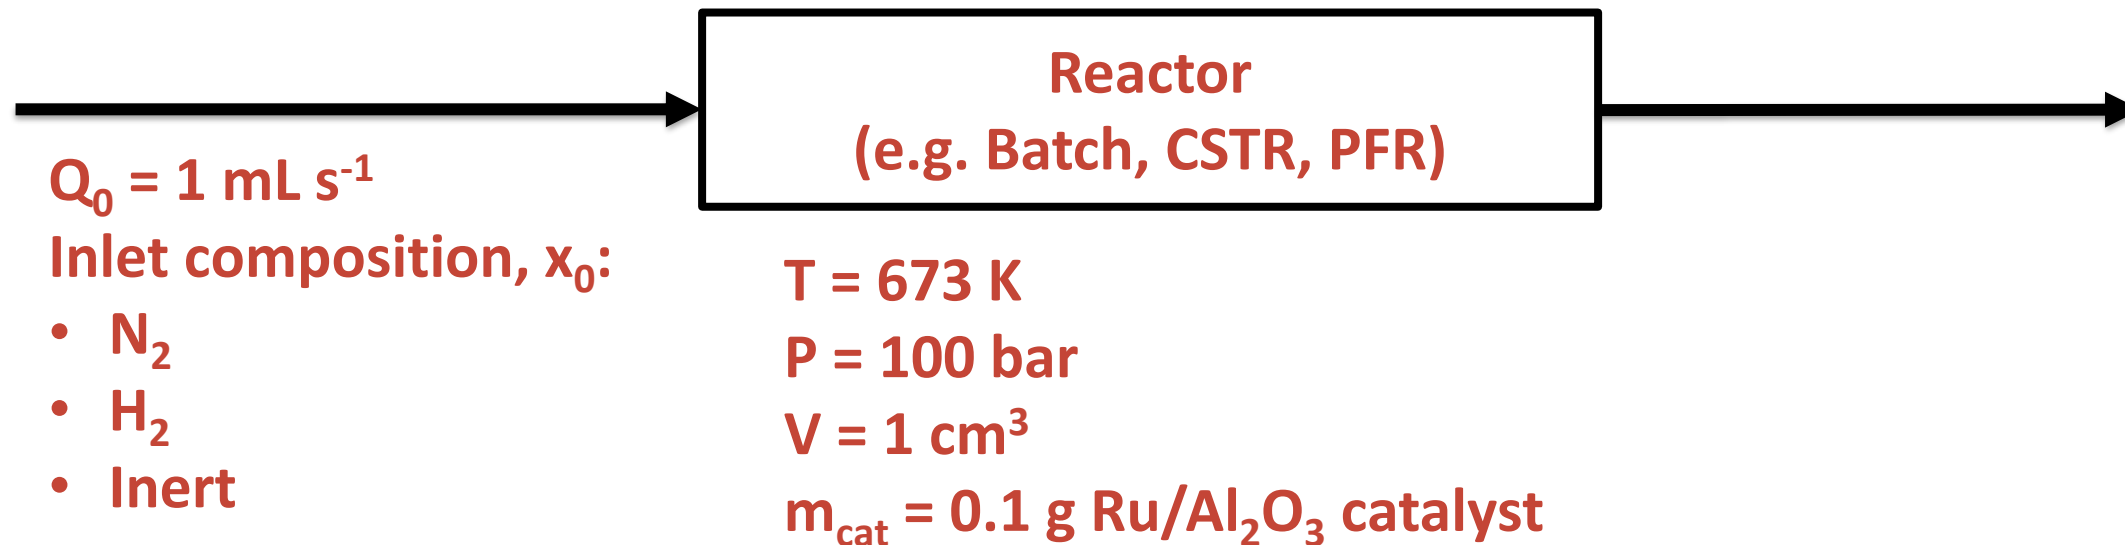 Reactor
(e.g. Batch, CSTR, PFR)
Q₀ = 1 mL s⁻¹
Inlet composition, x₀:
• N₂
• H₂
• Inert
T = 673 K
P = 100 bar
V = 1 cm³
m_cat = 0.1 g Ru/Al₂O₃ catalyst